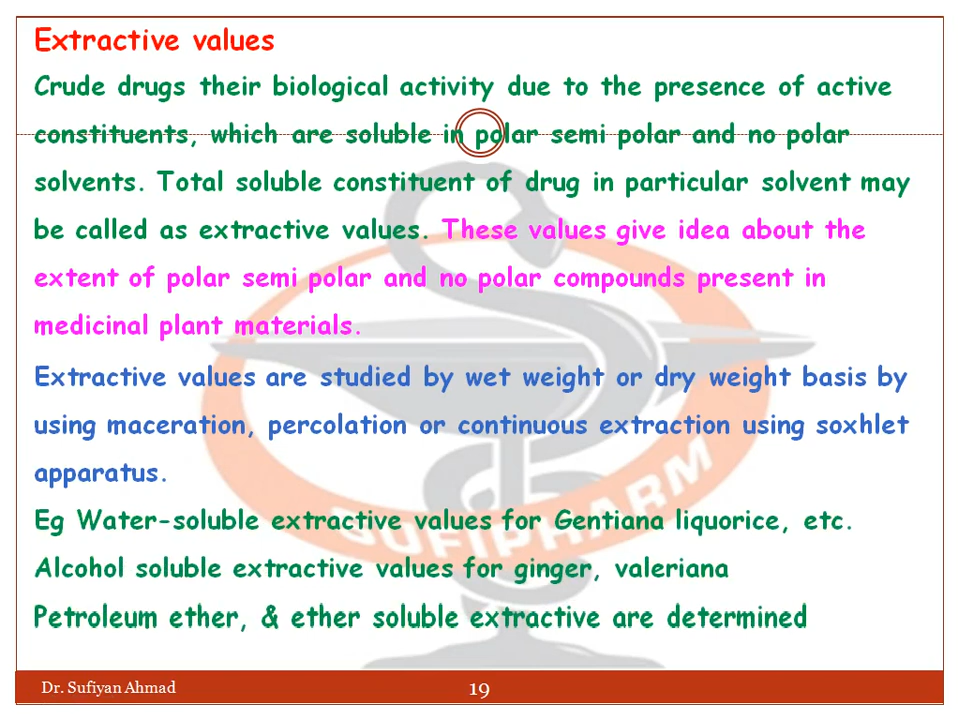 Extractive values
Crude drugs their biological activity due to the presence of active
constituents, which are soluble in polar semi polar and no polar
solvents. Total soluble constituent of drug in particular solvent may
be called as extractive values. These values give idea about the
extent of polar semi polar and no polar compounds present in
medicinal plant materials.
Extractive values are studied by wet weight or dry weight basis by
using maceration, percolation or continuous extraction using soxhlet
apparatus.
Eg Water-soluble extractive values for Gentiana liquorice, etc.
Alcohol soluble extractive values for ginger, valeriana
Petroleum ether, & ether soluble extractive are determined
SUFIPHARM
Dr. Sufiyan Ahmad
19